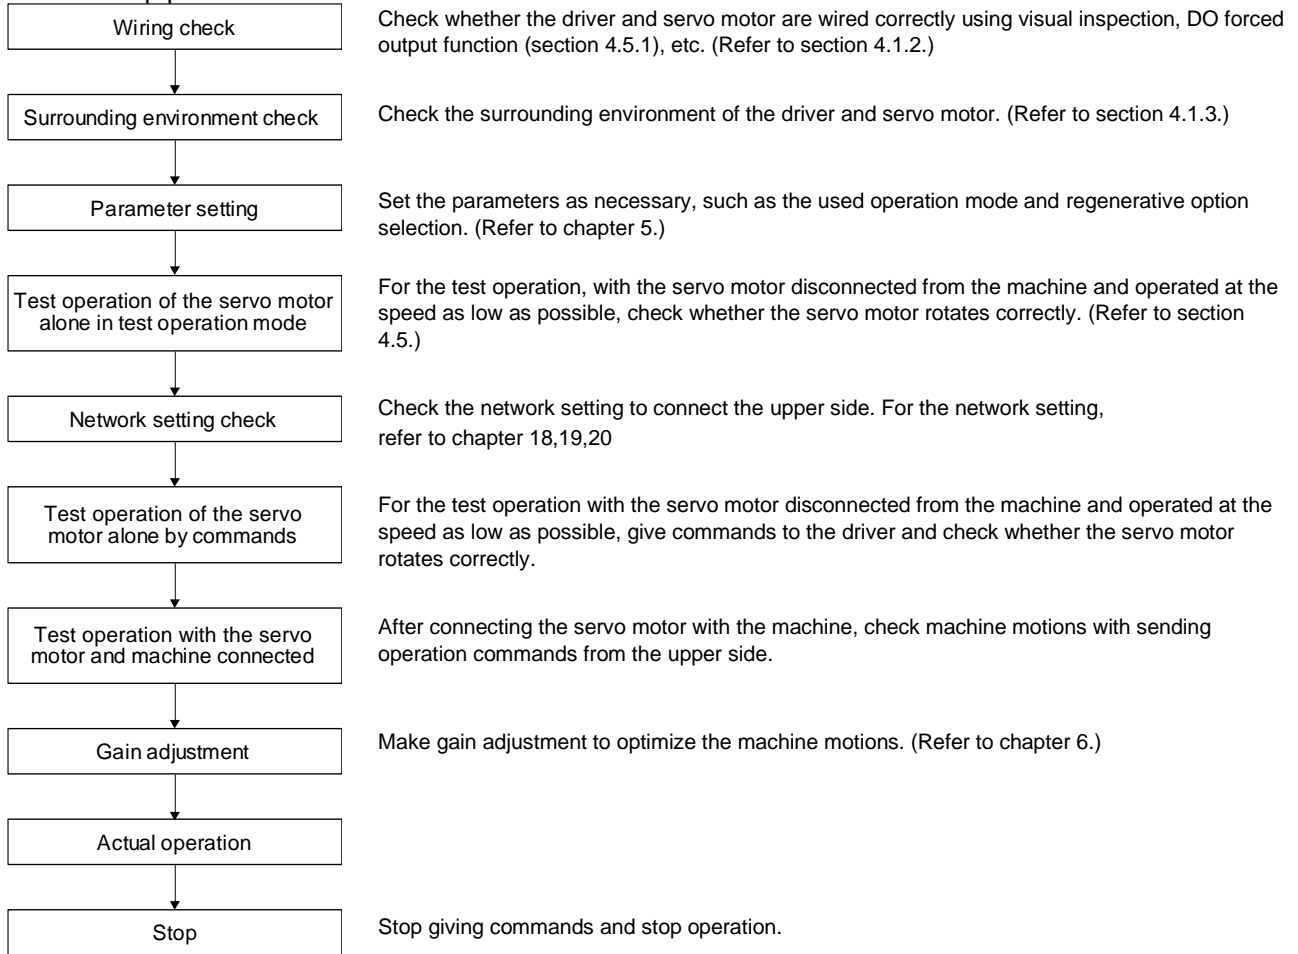 Wiring check
Check whether the driver and servo motor are wired correctly using visual inspection, DO forced
output function (section 4.5.1), etc. (Refer to section 4.1.2.)
Surrounding environment check
Check the surrounding environment of the driver and servo motor. (Refer to section 4.1.3.)
Parameter setting
Set the parameters as necessary, such as the used operation mode and regenerative option
selection. (Refer to chapter 5.)
Test operation of the servo motor
alone in test operation mode
For the test operation, with the servo motor disconnected from the machine and operated at the
speed as low as possible, check whether the servo motor rotates correctly. (Refer to section
4.5.)
Network setting check
Check the network setting to connect the upper side. For the network setting,
refer to chapter 18,19,20
Test operation of the servo
motor alone by commands
For the test operation with the servo motor disconnected from the machine and operated at the
speed as low as possible, give commands to the driver and check whether the servo motor
rotates correctly.
Test operation with the servo
motor and machine connected
After connecting the servo motor with the machine, check machine motions with sending
operation commands from the upper side.
Gain adjustment
Make gain adjustment to optimize the machine motions. (Refer to chapter 6.)
Actual operation
Stop
Stop giving commands and stop operation.